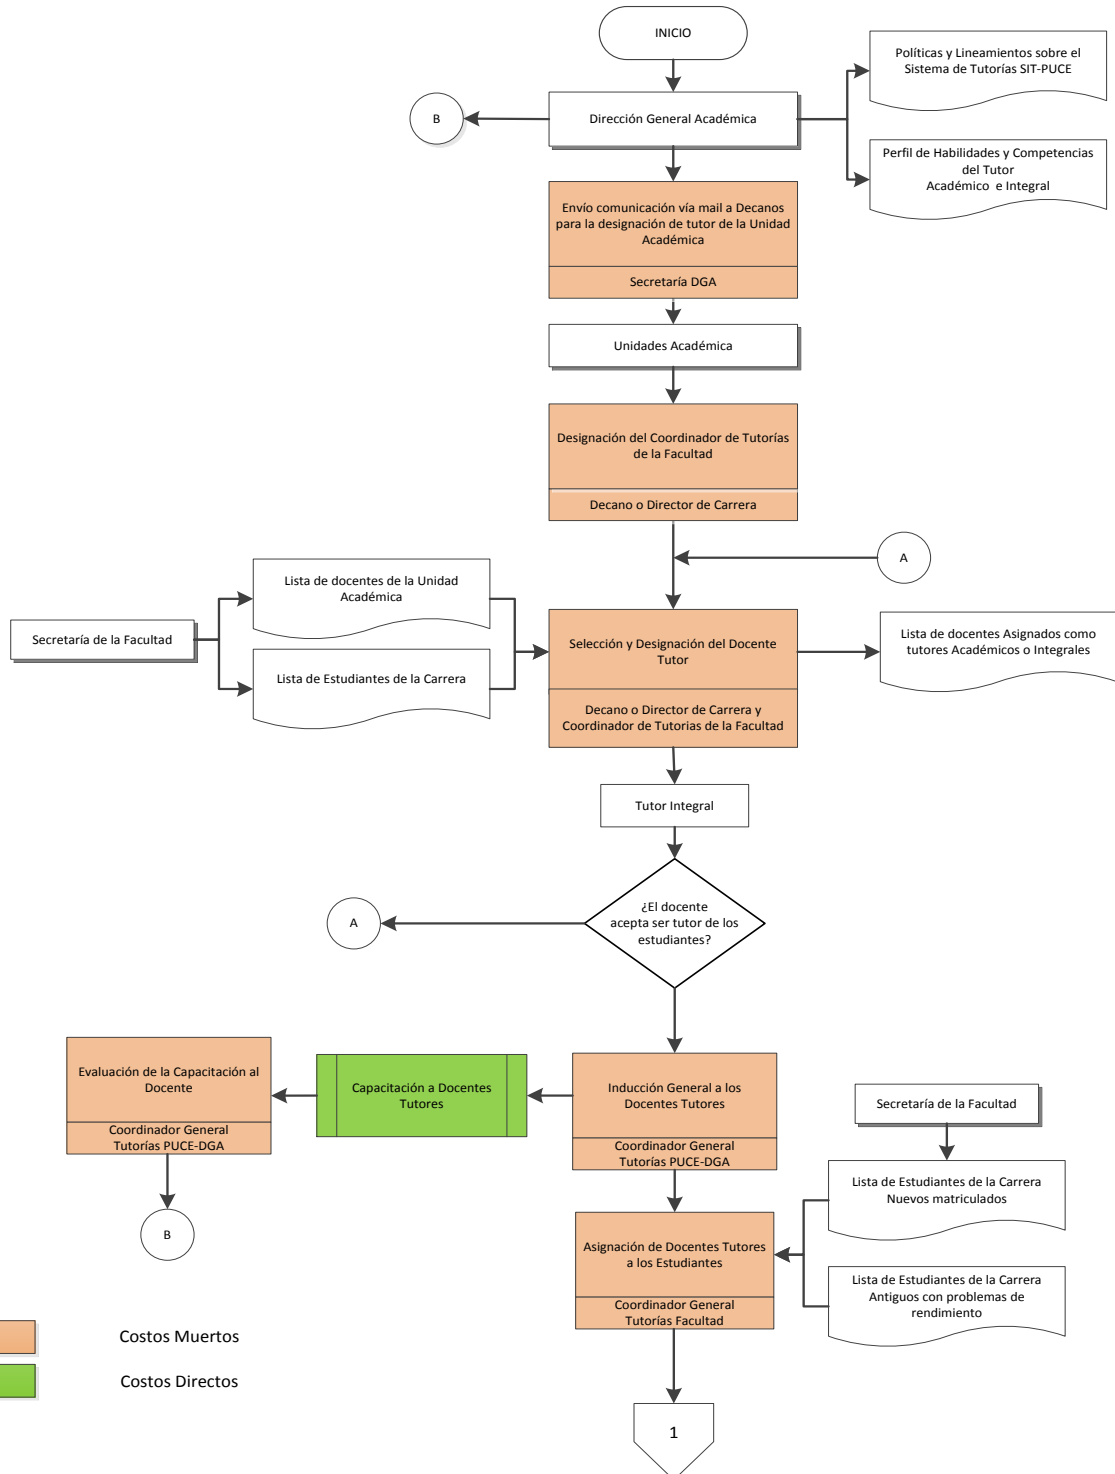 INICIO
Políticas y Lineamientos sobre el
Sistema de Tutorías SIT-PUCE
B
Dirección General Académica
Perfil de Habilidades y Competencias
del Tutor
Académico e Integral
Envío comunicación vía mail a Decanos
para la designación de tutor de la Unidad
Académica
Secretaría DGA
Unidades Académica
Designación del Coordinador de Tutorías
de la Facultad
Decano o Director de Carrera
A
Lista de docentes de la Unidad
Académica
Secretaría de la Facultad
Lista de Estudiantes de la Carrera
Selección y Designación del Docente
Tutor
Decano o Director de Carrera y
Coordinador de Tutorias de la Facultad
Lista de docentes Asignados como
tutores Académicos o Integrales
Tutor Integral
¿El docente
acepta ser tutor de los
estudiantes?
A
Evaluación de la Capacitación al
Docente
Coordinador General
Tutorías PUCE-DGA
Capacitación a Docentes
Tutores
Inducción General a los
Docentes Tutores
Coordinador General
Tutorías PUCE-DGA
Secretaría de la Facultad
Lista de Estudiantes de la Carrera
Nuevos matriculados
B
Asignación de Docentes Tutores
a los Estudiantes
Coordinador General
Tutorías Facultad
Lista de Estudiantes de la Carrera
Antiguos con problemas de
rendimiento
Costos Muertos
Costos Directos
1